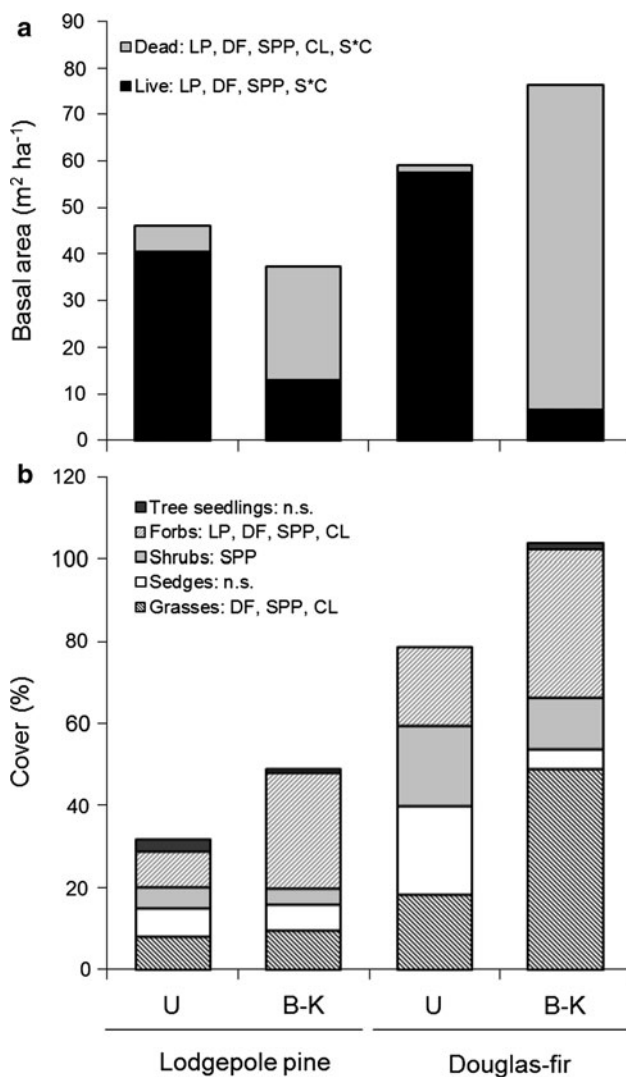 a
90
80
70
60
50
40
30
20
10
0
Basal area (m² ha⁻¹)
Dead: LP, DF, SPP, CL, S*C
Live: LP, DF, SPP, S*C
b
120
100
80
60
40
20
0
Cover (%)
Tree seedlings: n.s.
Forbs: LP, DF, SPP, CL
Shrubs: SPP
Sedges: n.s.
Grasses: DF, SPP, CL
U B-K U B-K
Lodgepole pine Douglas-fir